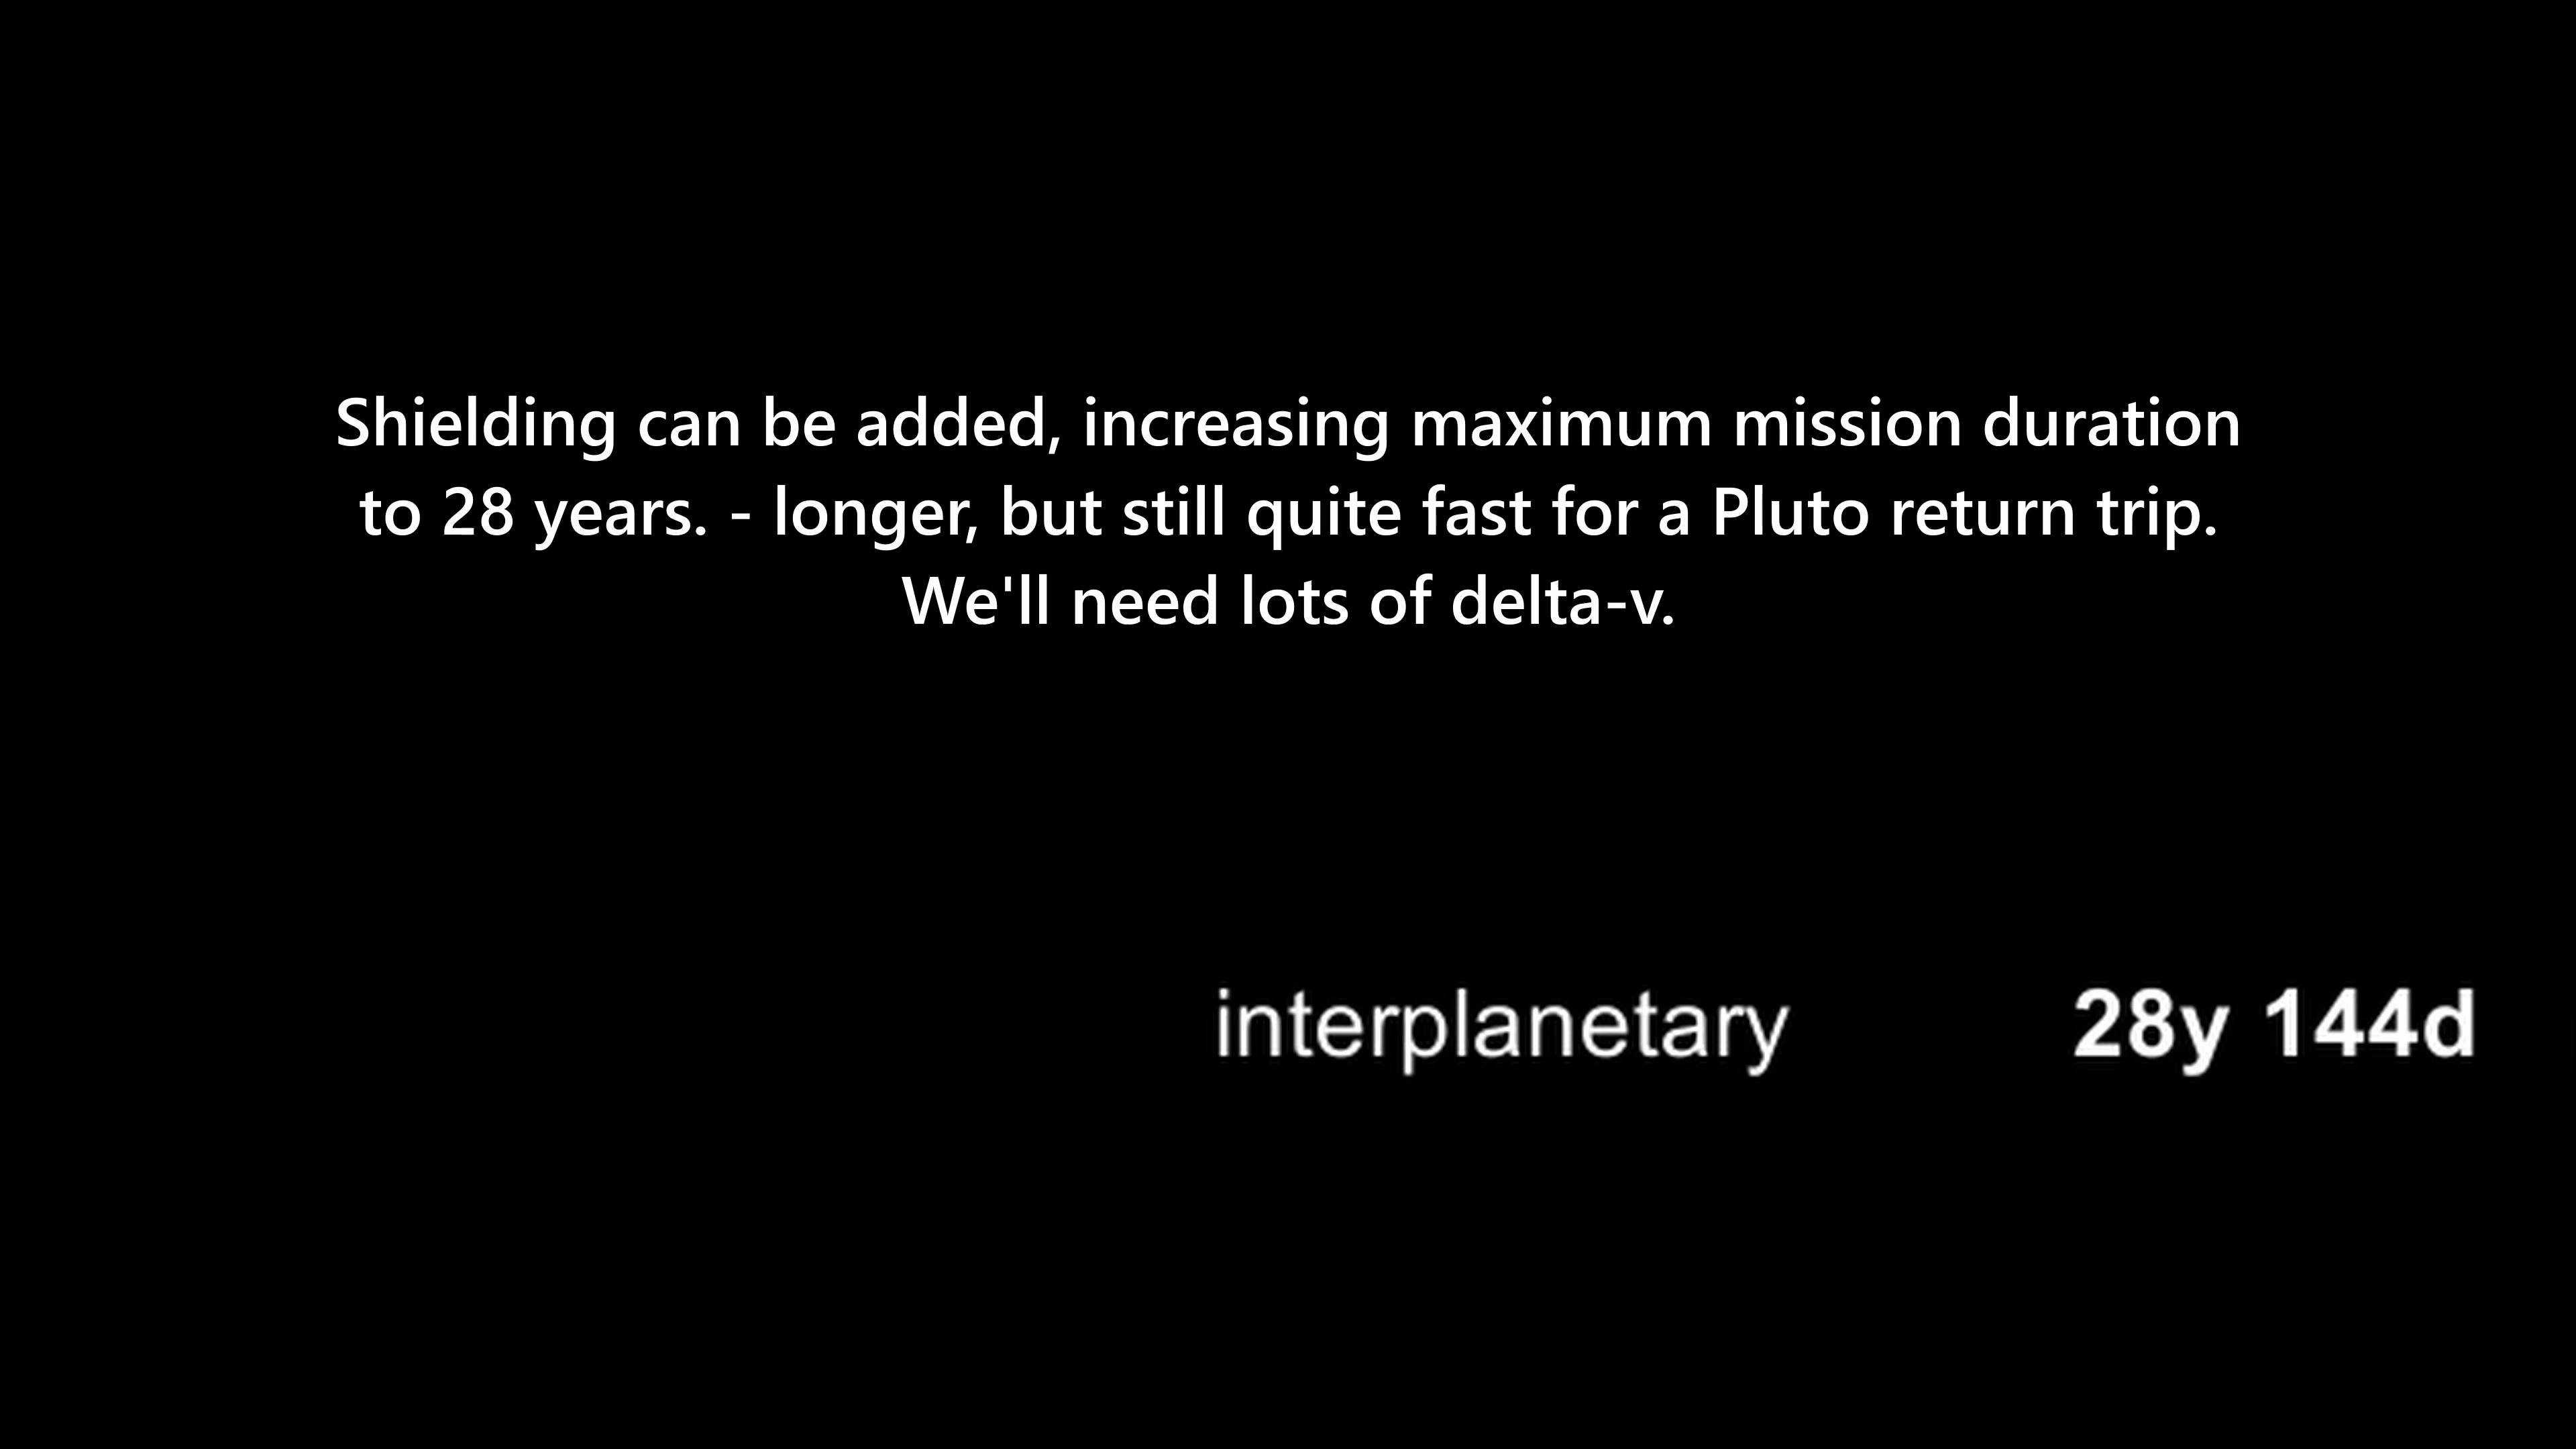 Shielding can be added, increasing maximum mission duration
to 28 years. - longer, but still quite fast for a Pluto return trip.
We'll need lots of delta-v.
interplanetary 28y 144d